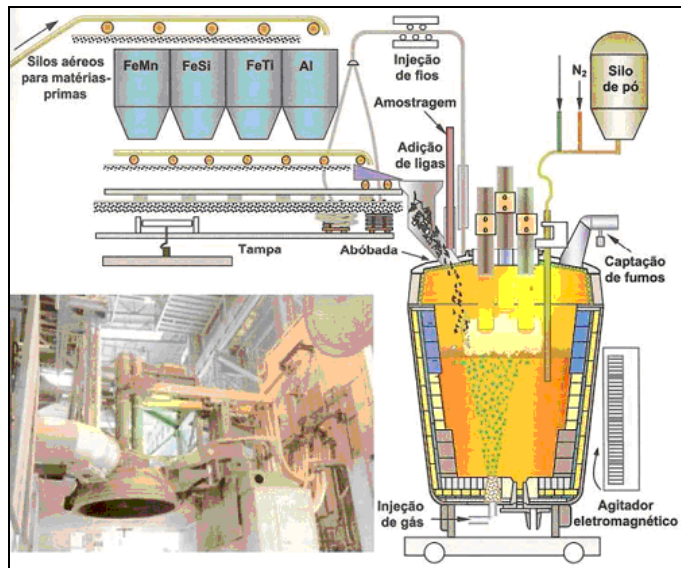 Silos aéreos
para matérias-
primas
FeMn
FeSi
FeTi
Al
Injeção
de fios
Amostragem
Adição
de ligas
N₂
Silo
de pó
Tampa
Abóbada
Captação
de fumos
Injeção
de gás
Agitador
eletromagnético